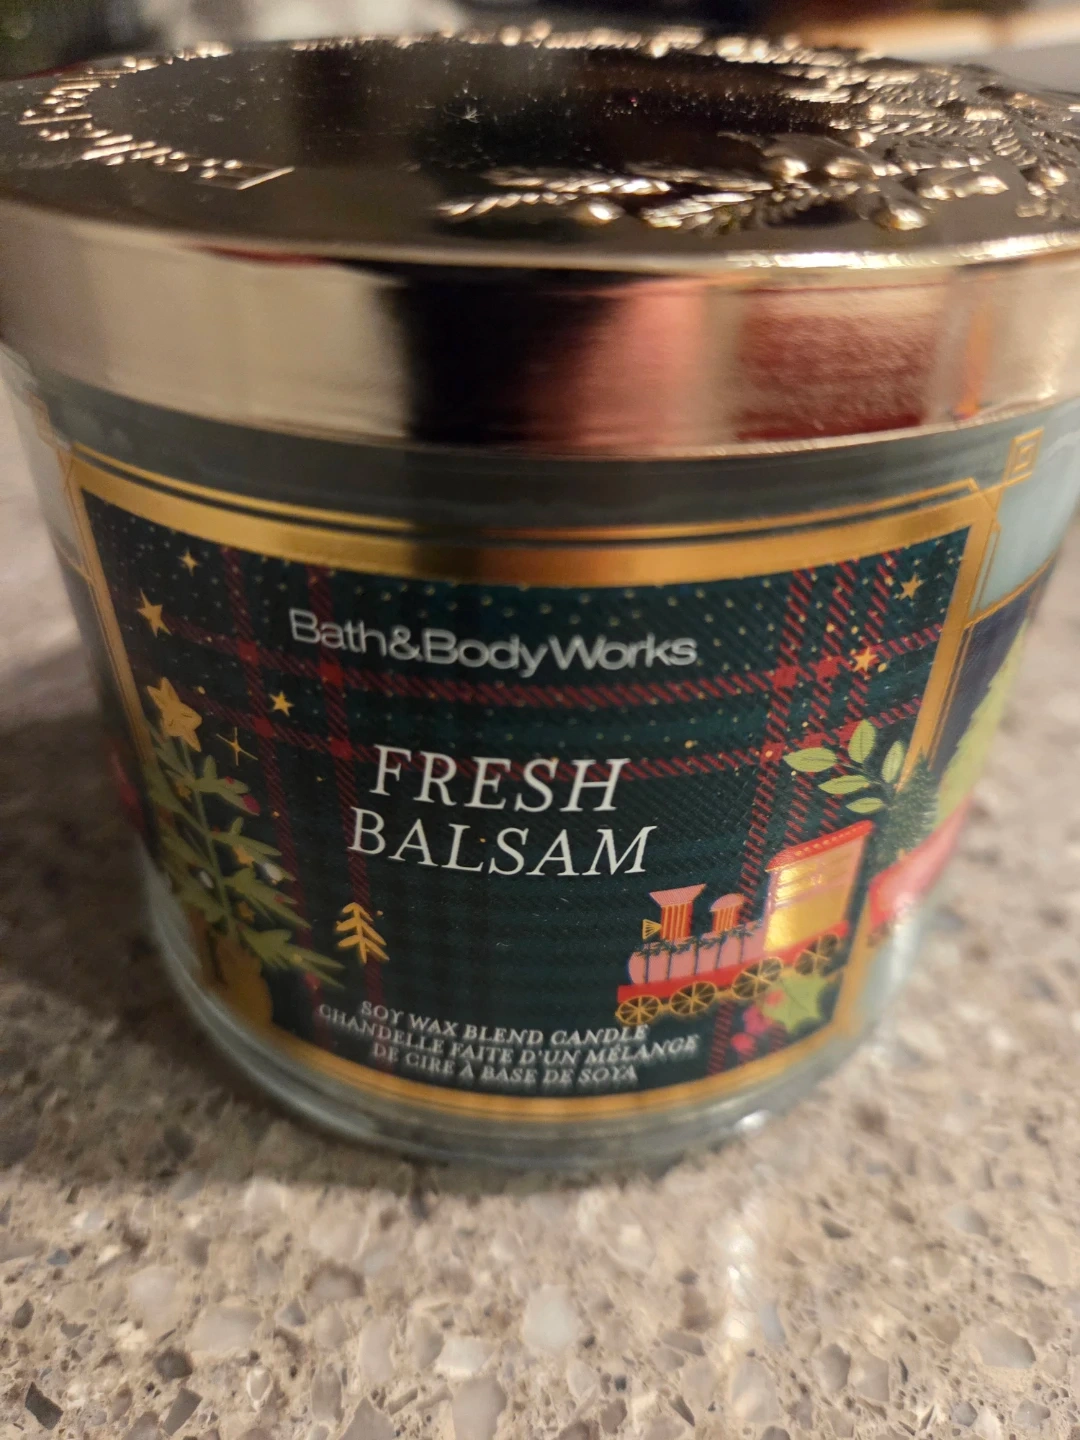 Bath&BodyWorks
FRESH
BALSAM
SOY WAX BLEND CANDLE
CHANDELLE FAITE D'UN MÉLANGE
DE CIRE À BASE DE SOYA